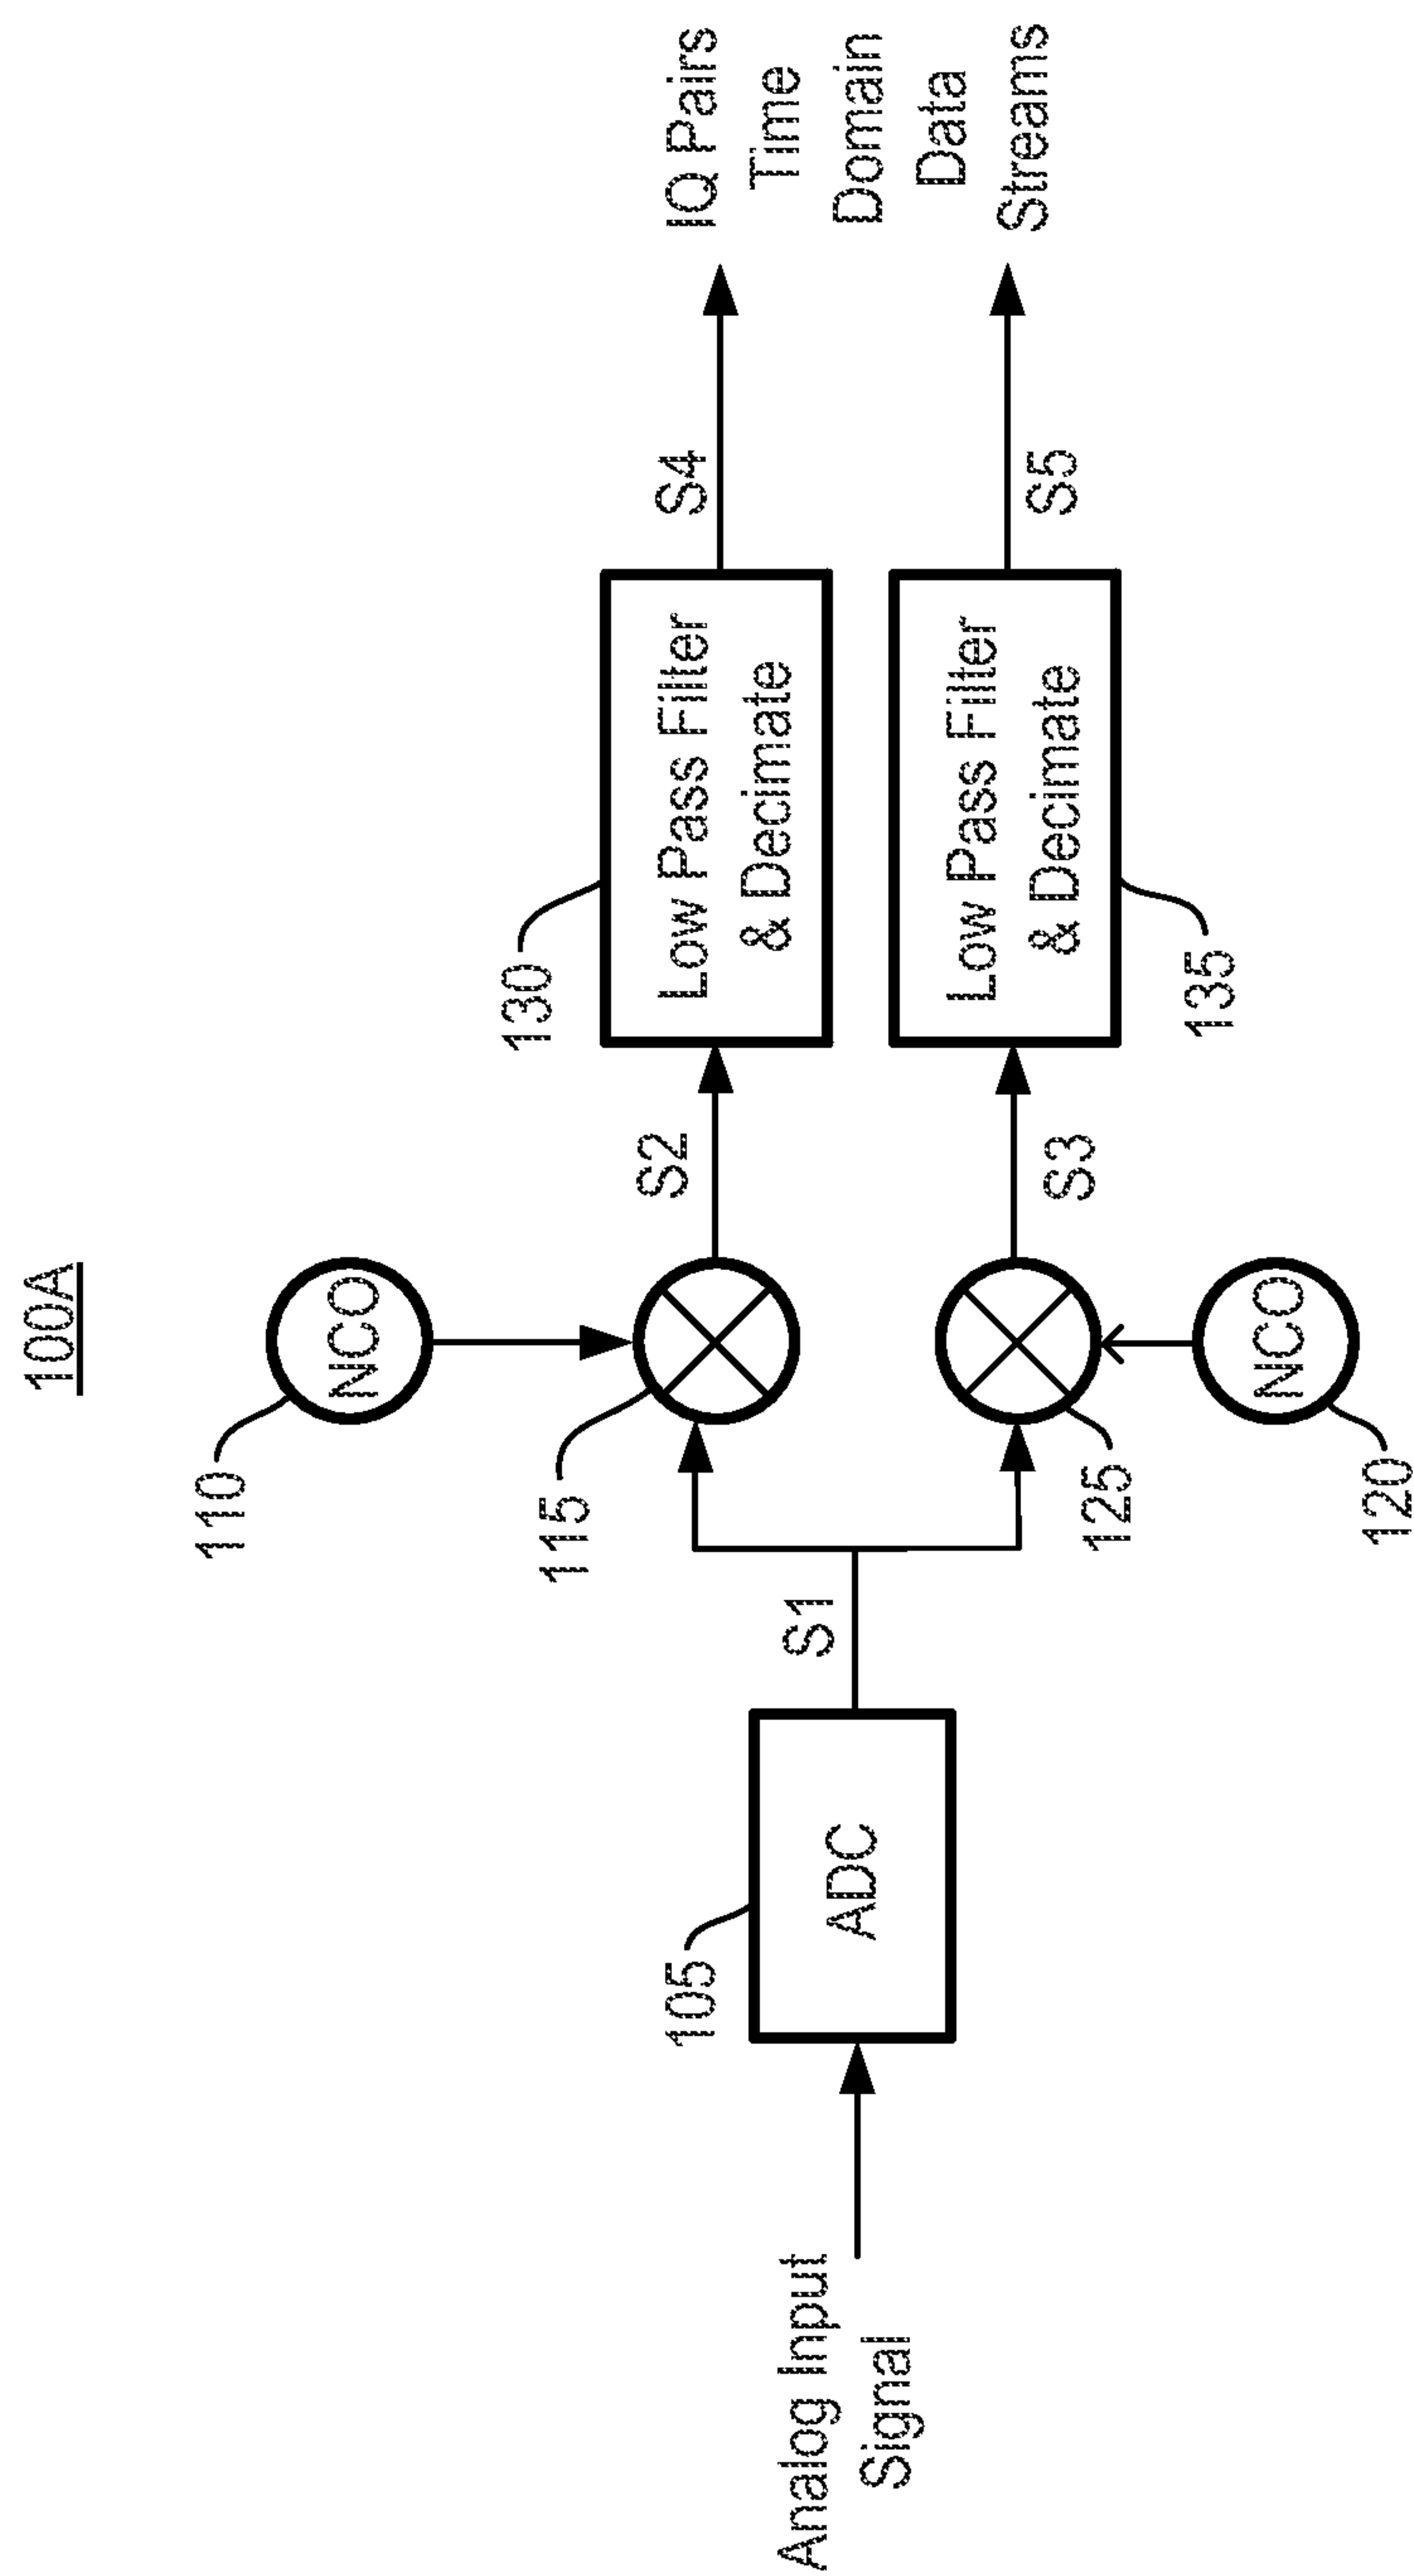 100A
110
NCO
115
S2
130
Low Pass Filter
& Decimate
S4
IQ Pairs
Time
Domain
Data
Streams
Analog Input
Signal
105
ADC
S1
125
S3
Low Pass Filter
& Decimate
135
S5
120
NCO